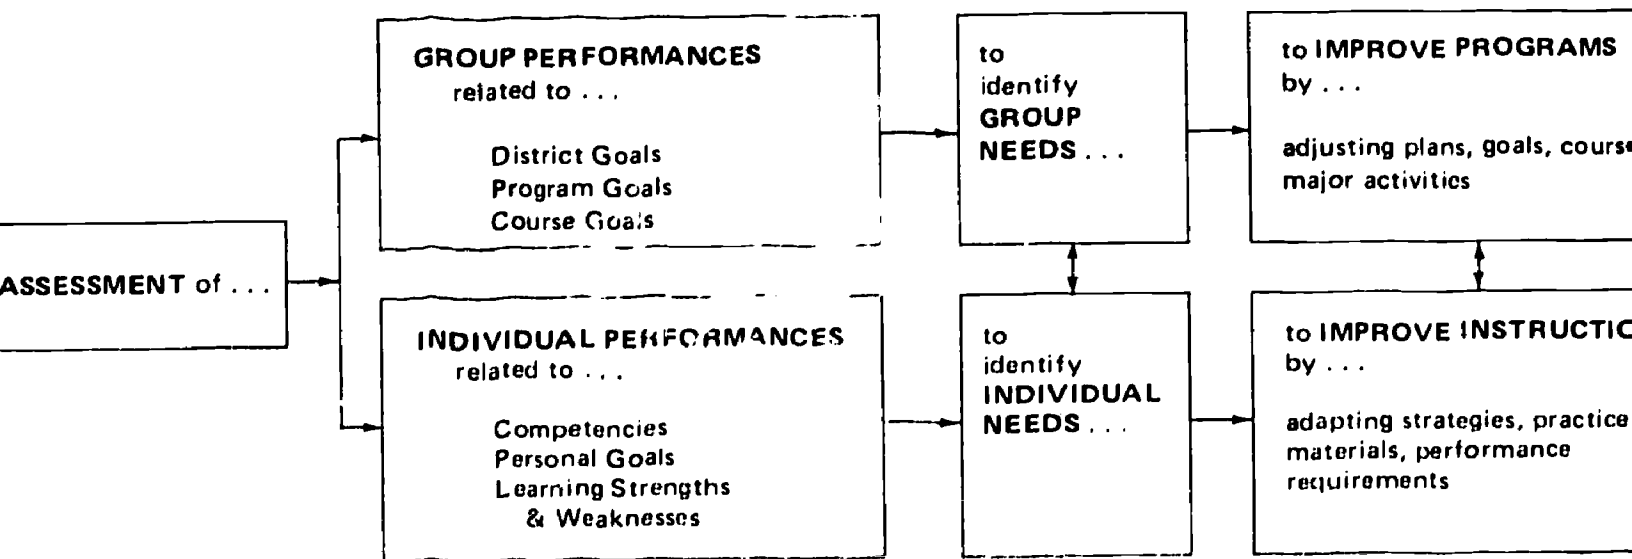 ASSESSMENT of . . .
GROUP PERFORMANCES
related to . . .
District Goals
Program Goals
Course Goals
to
identify
GROUP
NEEDS . . .
to IMPROVE PROGRAMS
by . . .
adjusting plans, goals,
major activities
INDIVIDUAL PERFORMANCES
related to . . .
Competencies
Personal Goals
Learning Strengths
& Weaknesses
to
identify
INDIVIDUAL
NEEDS . . .
to IMPROVE
by . . .
adapting strategies, practice
materials, performance
requirements